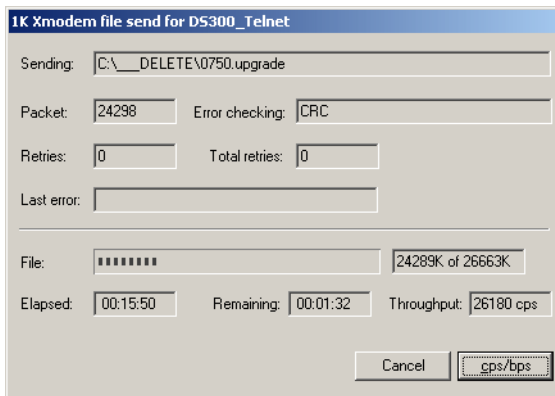 1K Xmodem file send for DS300_Telnet
Sending: C:\___DELETE\0750.upgrade
Packet: 24298 Error checking: CRC
Retries: 0 Total retries: 0
Last error:
File: 24289K of 26663K
Elapsed: 00:15:50 Remaining: 00:01:32 Throughput: 26180 cps
Cancel cps/bps